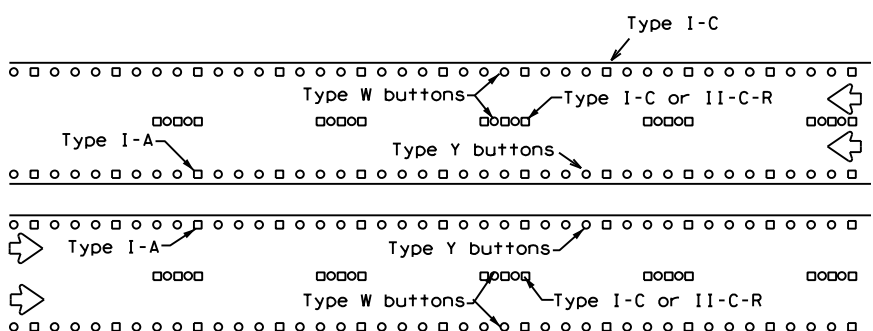 Type I-C
Type W buttons
Type I-C or II-C-R
Type I-A
Type Y buttons
Type I-A
Type Y buttons
Type W buttons
Type I-C or II-C-R